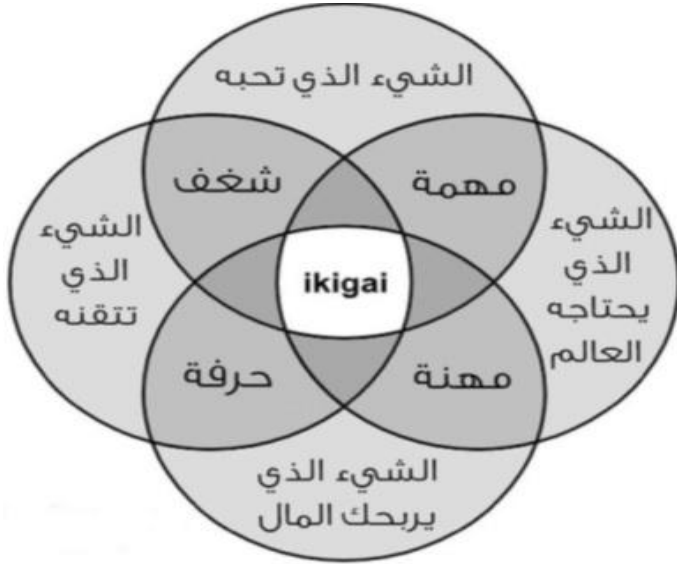 الشيء الذي تحبه
شغف
مهمة
الشيء
الذي
يحتاجه
العالم
الشيء
الذي
تتقنه
ikigai
حرفة
مهنة
الشيء الذي
يربحك المال